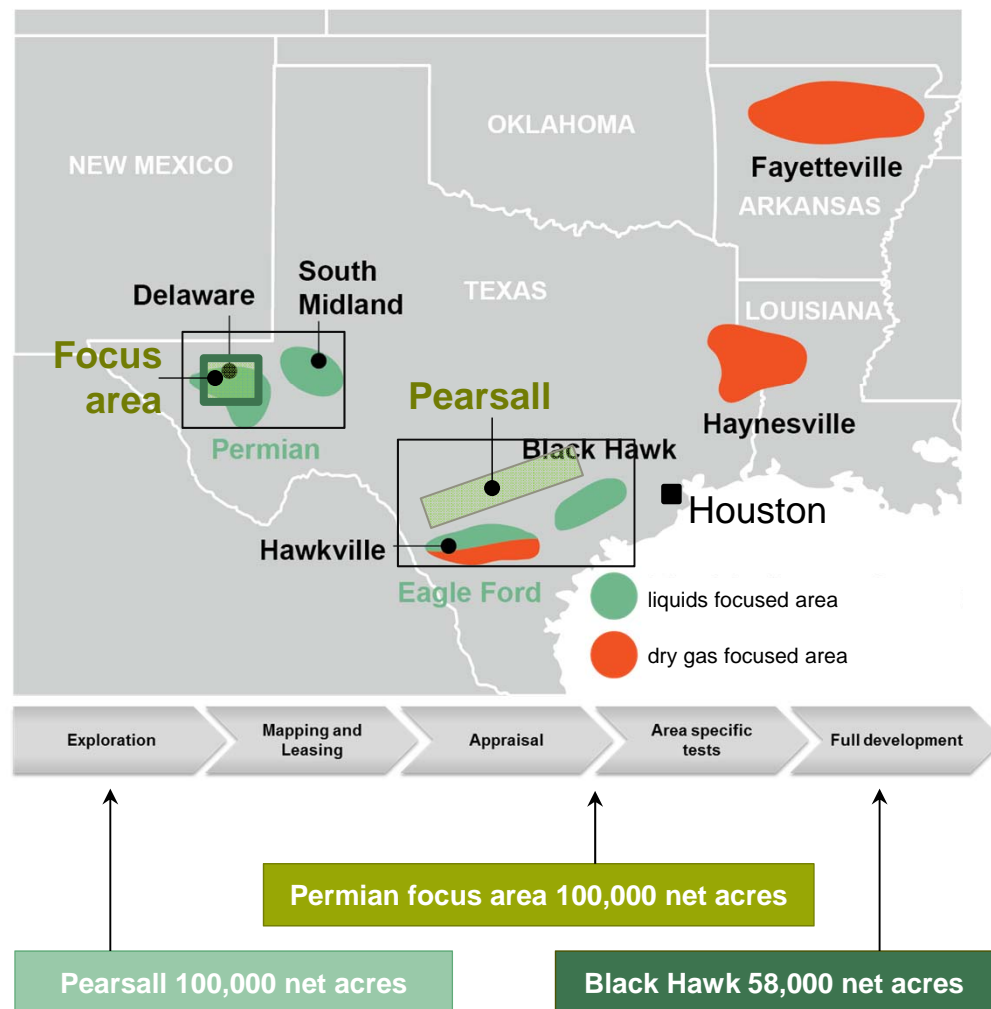 OKLAHOMA
NEW MEXICO
Fayetteville
ARKANSAS
South
Midland
TEXAS
Delaware
LOUISIANA
Focus
area
Pearsall
Haynesville
Permian
Black Hawk
Houston
Hawkville
Eagle Ford
liquids focused area
dry gas focused area
Exploration
Mapping and
Leasing
Appraisal
Area specific
tests
Full development
Permian focus area 100,000 net acres
Pearsall 100,000 net acres
Black Hawk 58,000 net acres